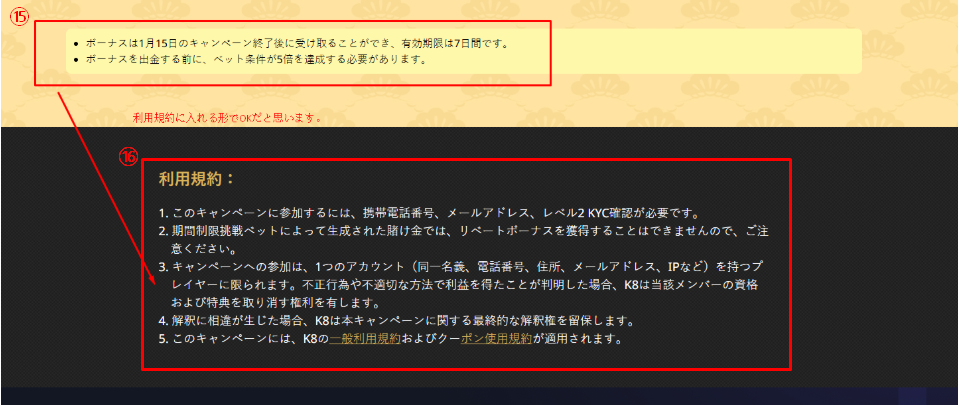 ⑮
・ボーナスは1月15日のキャンペーン終了後に受け取ることができ、有効期限は7日間です。
・ボーナスを出金する前に、ベット条件が5倍を達成する必要があります。
利用規約に入れる形でOKだと思います。
⑯
利用規約：
1. このキャンペーンに参加するには、携帯電話番号、メールアドレス、レベル2 KYC確認が必要です。
2. 期間制限挑戦ベットによって生成された賭け金では、リベートボーナスを獲得することはできませんので、ご注
意ください。
3. キャンペーンへの参加は、1つのアカウント（同一名義、電話番号、住所、メールアドレス、IPなど）を持つプ
レイヤーに限られます。不正行為や不適切な方法で利益を得たことが判明した場合、K8は当該メンバーの資格
および特典を取り消す権利を有します。
4. 解釈に相違が生じた場合、K8は本キャンペーンに関する最終的な解釈権を留保します。
5. このキャンペーンには、K8の一般利用規約およびクーポン使用規約が適用されます。